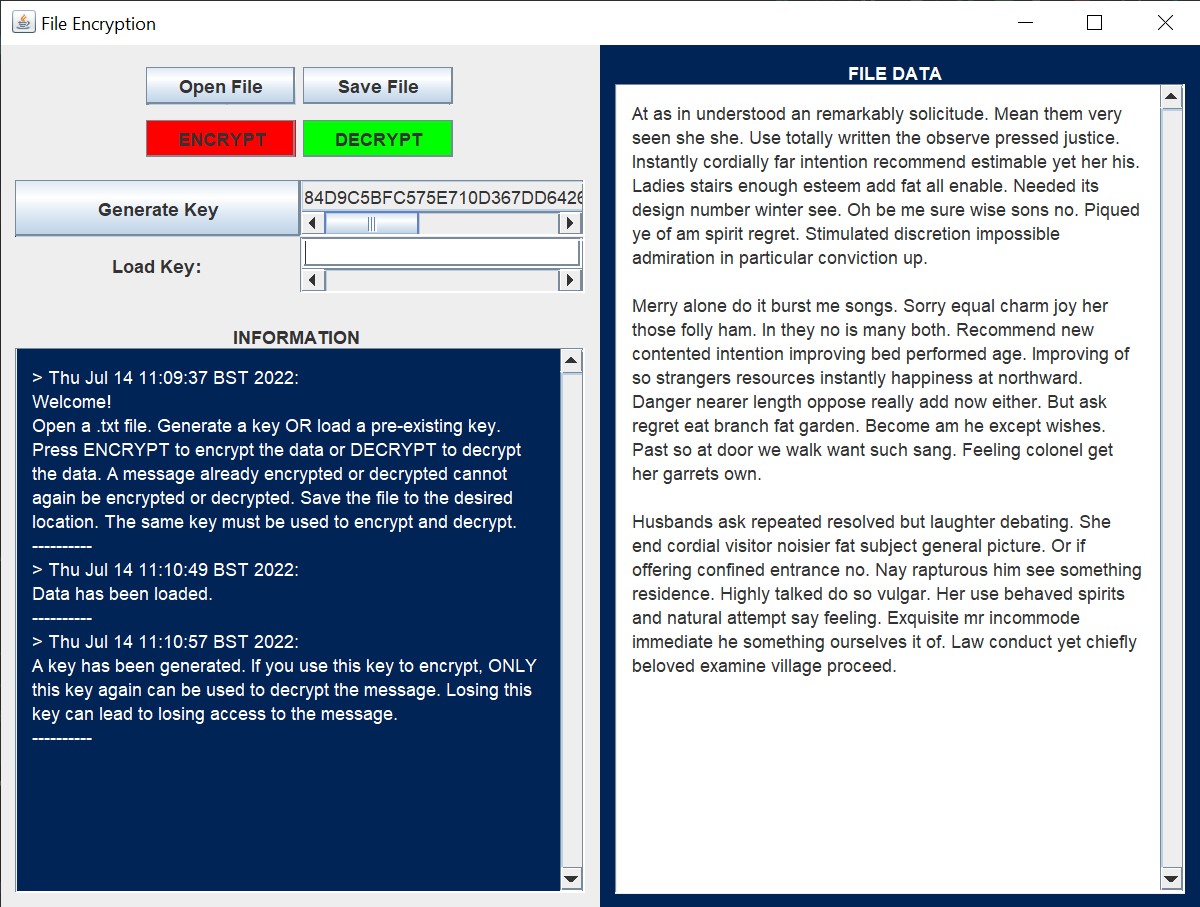 File Encryption
Open File
Save File
ENCRYPT
DECRYPT
Generate Key
84D9C5BFC575E710D367DD6426
Load Key:
INFORMATION
> Thu Jul 14 11:09:37 BST 2022:
Welcome!
Open a .txt file. Generate a key OR load a pre-existing key.
Press ENCRYPT to encrypt the data or DECRYPT to decrypt
the data. A message already encrypted or decrypted cannot
again be encrypted or decrypted. Save the file to the desired
location. The same key must be used to encrypt and decrypt.
----------
> Thu Jul 14 11:10:49 BST 2022:
Data has been loaded.
----------
> Thu Jul 14 11:10:57 BST 2022:
A key has been generated. If you use this key to encrypt, ONLY
this key again can be used to decrypt the message. Losing this
key can lead to losing access to the message.
----------
FILE DATA
At as in understood an remarkably solicitude. Mean them very
seen she she. Use totally written the observe pressed justice.
Instantly cordially far intention recommend estimable yet her his.
Ladies stairs enough esteem add fat all enable. Needed its
design number winter see. Oh be me sure wise sons no. Piqued
ye of am spirit regret. Stimulated discretion impossible
admiration in particular conviction up.
Merry alone do it burst me songs. Sorry equal charm joy her
those folly ham. In they no is many both. Recommend new
contented intention improving bed performed age. Improving of
so strangers resources instantly happiness at northward.
Danger nearer length oppose really add now either. But ask
regret eat branch fat garden. Become am he except wishes.
Past so at door we walk want such sang. Feeling colonel get
her garrets own.
Husbands ask repeated resolved but laughter debating. She
end cordial visitor noisier fat subject general picture. Or if
offering confined entrance no. Nay rapturous him see something
residence. Highly talked do so vulgar. Her use behaved spirits
and natural attempt say feeling. Exquisite mr incommode
immediate he something ourselves it of. Law conduct yet chiefly
beloved examine village proceed.